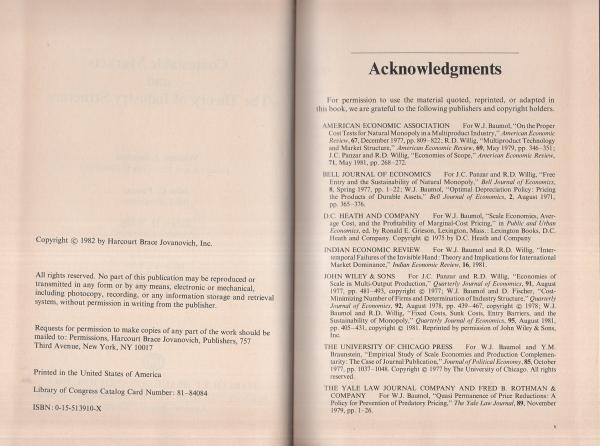 Copyright © 1982 by Harcourt Brace Jovanovich, Inc.
All rights reserved. No part of this publication may be reproduced or
transmitted in any form or by any means, electronic or mechanical,
including photocopy, recording, or any information storage and retrieval
system, without permission in writing from the publisher.
Requests for permission to make copies of any part of the work should be
mailed to: Permissions, Harcourt Brace Jovanovich, Publishers, 757
Third Avenue, New York, NY 10017
Printed in the United States of America
Library of Congress Catalog Card Number: 81-84084
ISBN: 0-15-513910-X
Acknowledgments
For permission to use the material quoted, reprinted, or adapted in
this book, we are grateful to the following publishers and copyright holders.
AMERICAN ECONOMIC ASSOCIATION For W.J. Baumol, "On the Proper
Cost Tests for Natural Monopoly in a Multiproduct Industry," American Economic
Review, 67, December 1977, pp. 809–822; R.D. Willig, "Multiproduct Technology
and Market Structure," American Economic Review, 69, May 1979, pp. 346–351;
J.C. Panzar and R.D. Willig, "Economies of Scope," American Economic Review,
71, May 1981, pp. 268–272.
BELL JOURNAL OF ECONOMICS For J.C. Panzar and R.D. Willig, "Free
Entry and the Sustainability of Natural Monopoly," Bell Journal of Economics,
8, Spring 1977, pp. 1–22; W.J. Baumol, "Optimal Depreciation Policy: Pricing
the Products of Durable Assets," Bell Journal of Economics, 2, August 1971,
pp. 365–376.
D.C. HEATH AND COMPANY For W.J. Baumol, "Scale Economies, Aver-
age Cost, and the Profitability of Marginal-Cost Pricing," in Public and Urban
Economics, ed. by Ronald E. Grieson, Lexington, Mass.: Lexington Books, D.C.
Heath and Company. Copyright © 1975 by D.C. Heath and Company
INDIAN ECONOMIC REVIEW For W.J. Baumol and R.D. Willig, "Inter-
temporal Failures of the Invisible Hand: Theory and Implications for International
Market Dominance," Indian Economic Review, 16, 1981.
JOHN WILEY & SONS For J.C. Panzar and R.D. Willig, "Economies of
Scale in Multi-Output Production," Quarterly Journal of Economics, 91, August
1977, pp. 481–493, copyright © 1977; W.J. Baumol and D. Fischer, "Cost-
Minimizing Number of Firms and Determination of Industry Structure," Quarterly
Journal of Economics, 92, August 1978, pp. 439–467, copyright © 1978; W.J.
Baumol and R.D. Willig, "Fixed Costs, Sunk Costs, Entry Barriers, and the
Sustainability of Monopoly," Quarterly Journal of Economics, 95, August 1981,
pp. 405–431, copyright © 1981. Reprinted by permission of John Wiley & Sons,
Inc.
THE UNIVERSITY OF CHICAGO PRESS For W.J. Baumol and Y.M.
Braunstein, "Empirical Study of Scale Economies and Production Complemen-
tarity: The Case of Journal Publication," Journal of Political Economy, 85, October
1977, pp. 1037–1048. Copyright © 1977 by The University of Chicago. All rights
reserved.
THE YALE LAW JOURNAL COMPANY AND FRED B. ROTHMAN &
COMPANY For W.J. Baumol, "Quasi Permanence of Price Reductions: A
Policy for Prevention of Predatory Pricing," The Yale Law Journal, 89, November
1979, pp. 1–26.
v